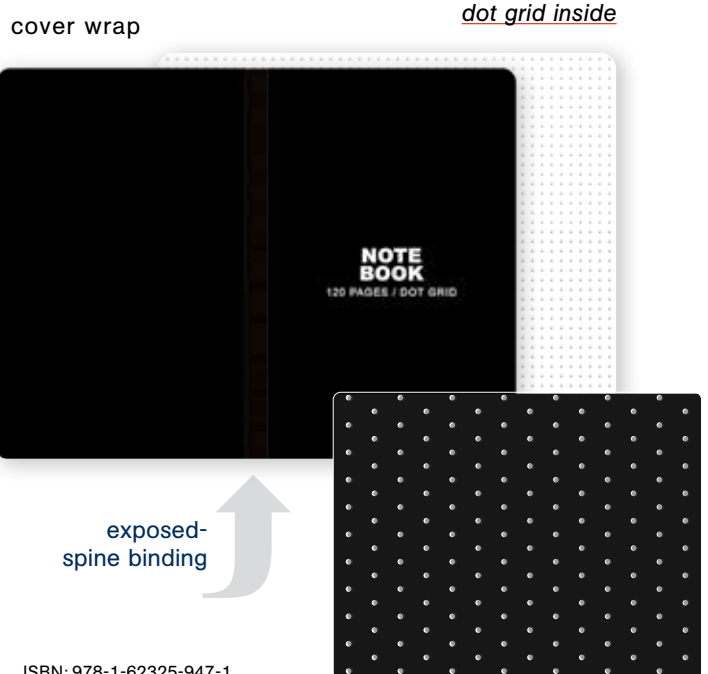 cover wrap
dot grid inside
NOTE
BOOK
120 PAGES / DOT GRID
exposed-
spine binding
ISBN: 978-1-62325-947-1